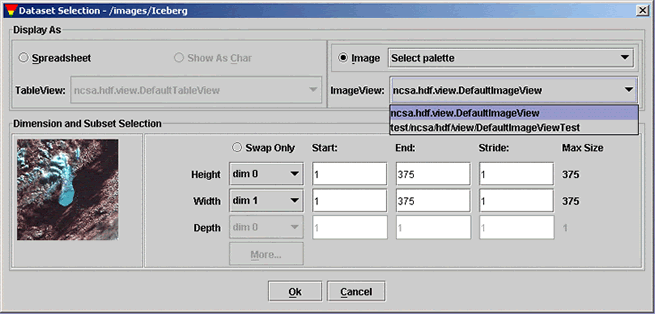 Dataset Selection - /images/Iceberg
Display As
Spreadsheet Show As Char Image Select palette
TableView: ncsa.hdf.view.DefaultTableView ImageView: ncsa.hdf.view.DefaultImageView
ncsa.hdf.view.DefaultImageView
test/ncsa/hdf/view/DefaultImageViewTest
Dimension and Subset Selection
Swap Only Start: End: Stride: Max Size
Height dim 0 1 375 1 375
Width dim 1 1 375 1 375
Depth dim 0 1 1 1 1
More...
Ok Cancel